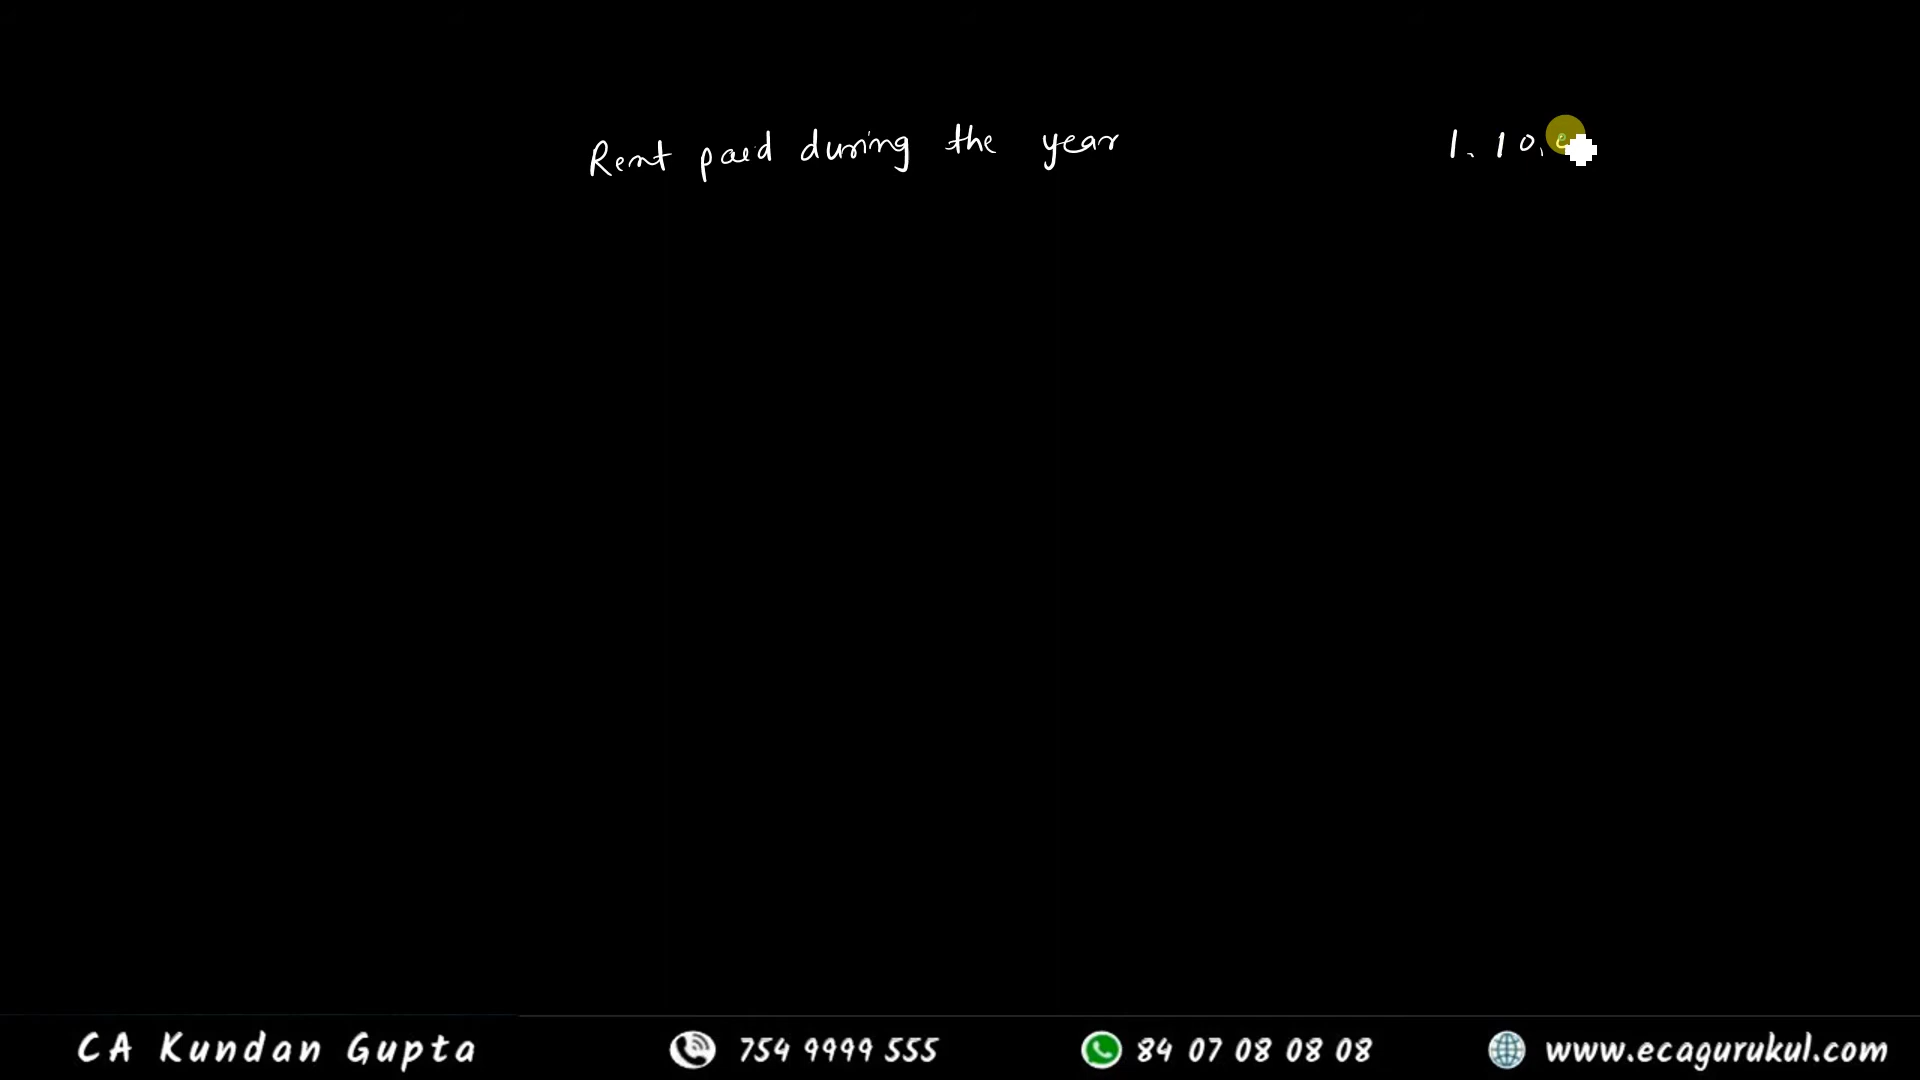 Rent paid during the year 1,10,
CA Kundan Gupta 754 9999 555 84 07 08 08 08 www.ecagurukul.com